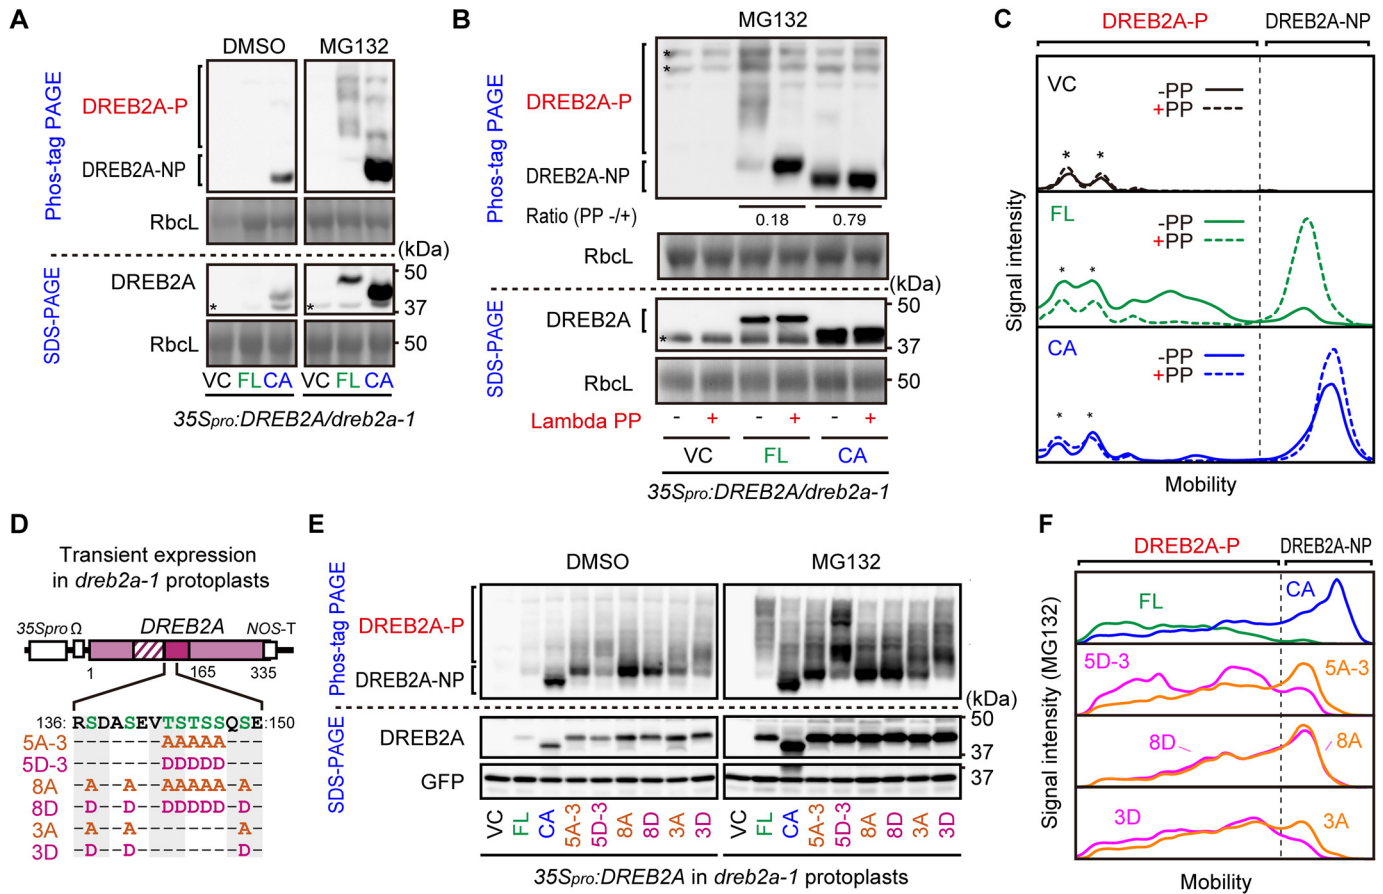 A
DMSO MG132
Phos-tag PAGE
DREB2A-P
DREB2A-NP
RbcL
(kDa)
SDS-PAGE
DREB2A
50
* *
37
RbcL
50
VC FL CA VC FL CA
35Spro:DREB2A/dreb2a-1
B
MG132
Phos-tag PAGE
*
*
DREB2A-P
DREB2A-NP
Ratio (PP -/+) 0.18 0.79
RbcL
(kDa)
SDS-PAGE
50
DREB2A
*
37
RbcL
50
Lambda PP - + - + - +
VC FL CA
35Spro:DREB2A/dreb2a-1
C
DREB2A-P DREB2A-NP
VC
-PP
+PP
* *
FL
-PP
+PP
* *
CA
-PP
+PP
* *
Signal intensity
Mobility
D
Transient expression
in dreb2a-1 protoplasts
35Spro Ω DREB2A NOS-T
1 165 335
136: RSDASEVTSTSSQSE :150
5A-3 -------AAAAA---
5D-3 -------DDDDD---
8A -A--A--AAAAA-A-
8D -D--D--DDDDD-D-
3A -A--A--------A-
3D -D--D--------D-
E
DMSO MG132
Phos-tag PAGE
DREB2A-P
DREB2A-NP
(kDa)
SDS-PAGE
50
DREB2A
37
GFP
37
VC FL CA 5A-3 5D-3 8A 8D 3A 3D VC FL CA 5A-3 5D-3 8A 8D 3A 3D
35Spro:DREB2A in dreb2a-1 protoplasts
F
DREB2A-P DREB2A-NP
FL CA
5D-3 5A-3
8D 8A
3D 3A
Signal intensity (MG132)
Mobility